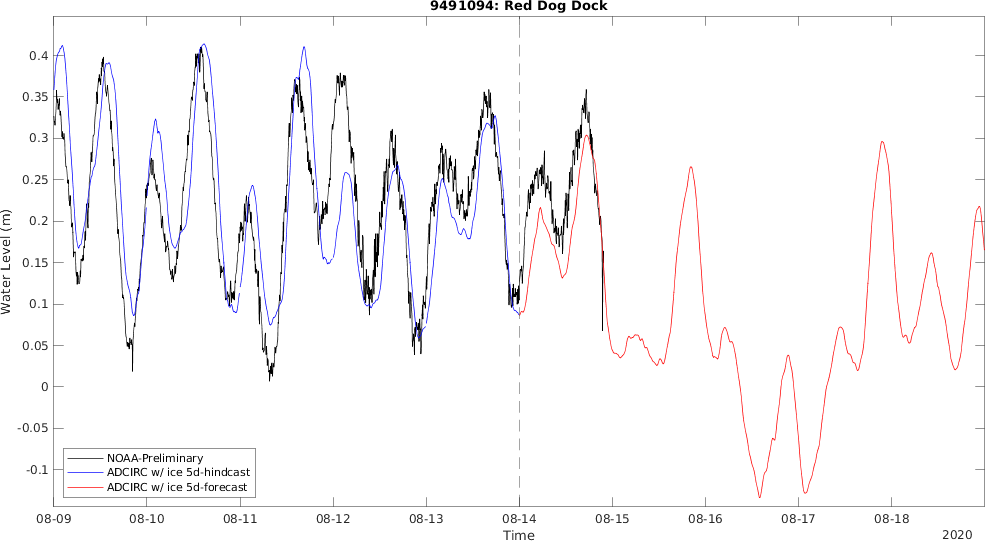 9491094: Red Dog Dock
Water Level (m)
0.4
0.35
0.3
0.25
0.2
0.15
0.1
0.05
0
-0.05
-0.1
NOAA-Preliminary
ADCIRC w/ ice 5d-hindcast
ADCIRC w/ ice 5d-forecast
08-09 08-10 08-11 08-12 08-13 08-14 08-15 08-16 08-17 08-18
Time
2020